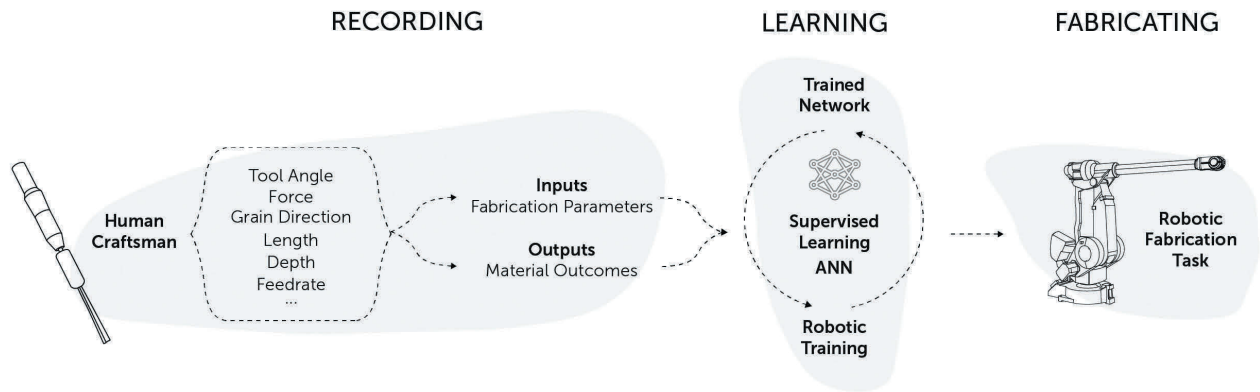 RECORDING
LEARNING
FABRICATING
Human
Craftsman
Tool Angle
Force
Grain Direction
Length
Depth
Feedrate
...
Inputs
Fabrication Parameters
Outputs
Material Outcomes
Trained
Network
Supervised
Learning
ANN
Robotic
Training
Robotic
Fabrication
Task